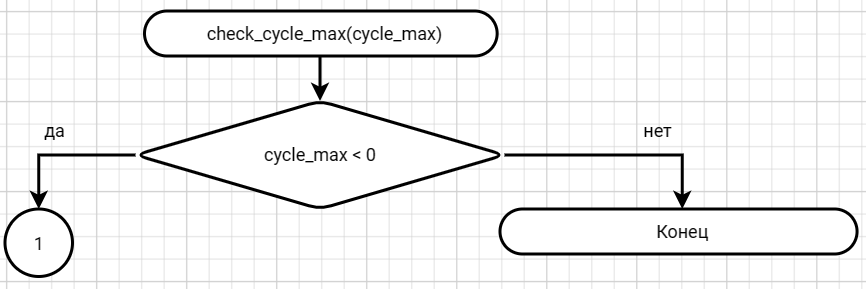 check_cycle_max(cycle_max)
да
нет
cycle_max < 0
1
Конец